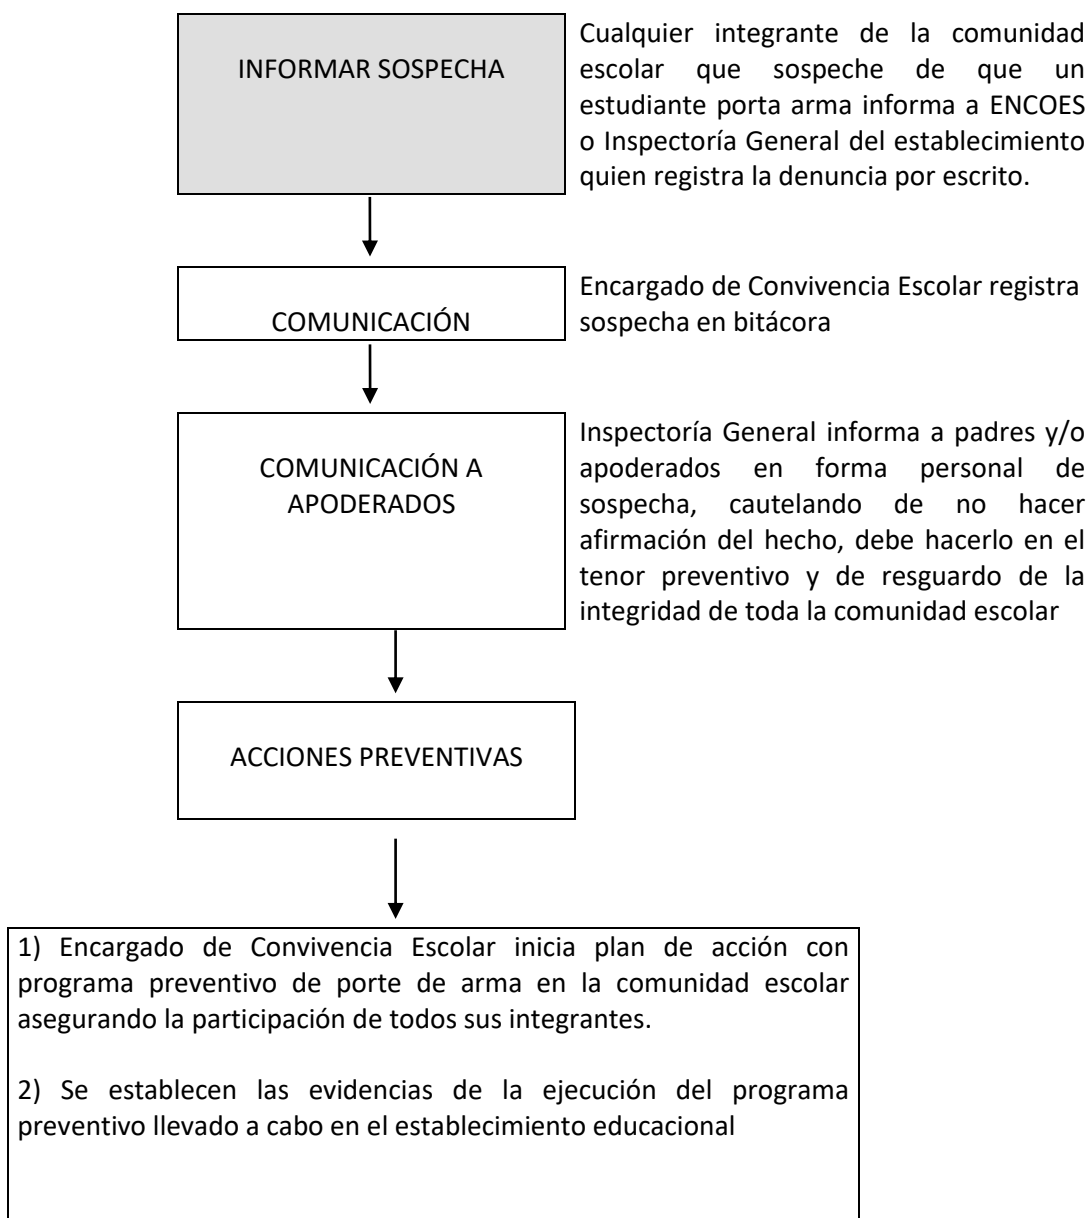 INFORMAR SOSPECHA
Cualquier integrante de la comunidad
escolar que sospeche de que un
estudiante porta arma informa a ENCOES
o Inspectoría General del establecimiento
quien registra la denuncia por escrito.
COMUNICACIÓN
Encargado de Convivencia Escolar registra
sospecha en bitácora
COMUNICACIÓN A
APODERADOS
Inspectoría General informa a padres y/o
apoderados en forma personal de
sospecha, cautelando de no hacer
afirmación del hecho, debe hacerlo en el
tenor preventivo y de resguardo de la
integridad de toda la comunidad escolar
ACCIONES PREVENTIVAS
1) Encargado de Convivencia Escolar inicia plan de acción con
programa preventivo de porte de arma en la comunidad escolar
asegurando la participación de todos sus integrantes.
2) Se establecen las evidencias de la ejecución del programa
preventivo llevado a cabo en el establecimiento educacional